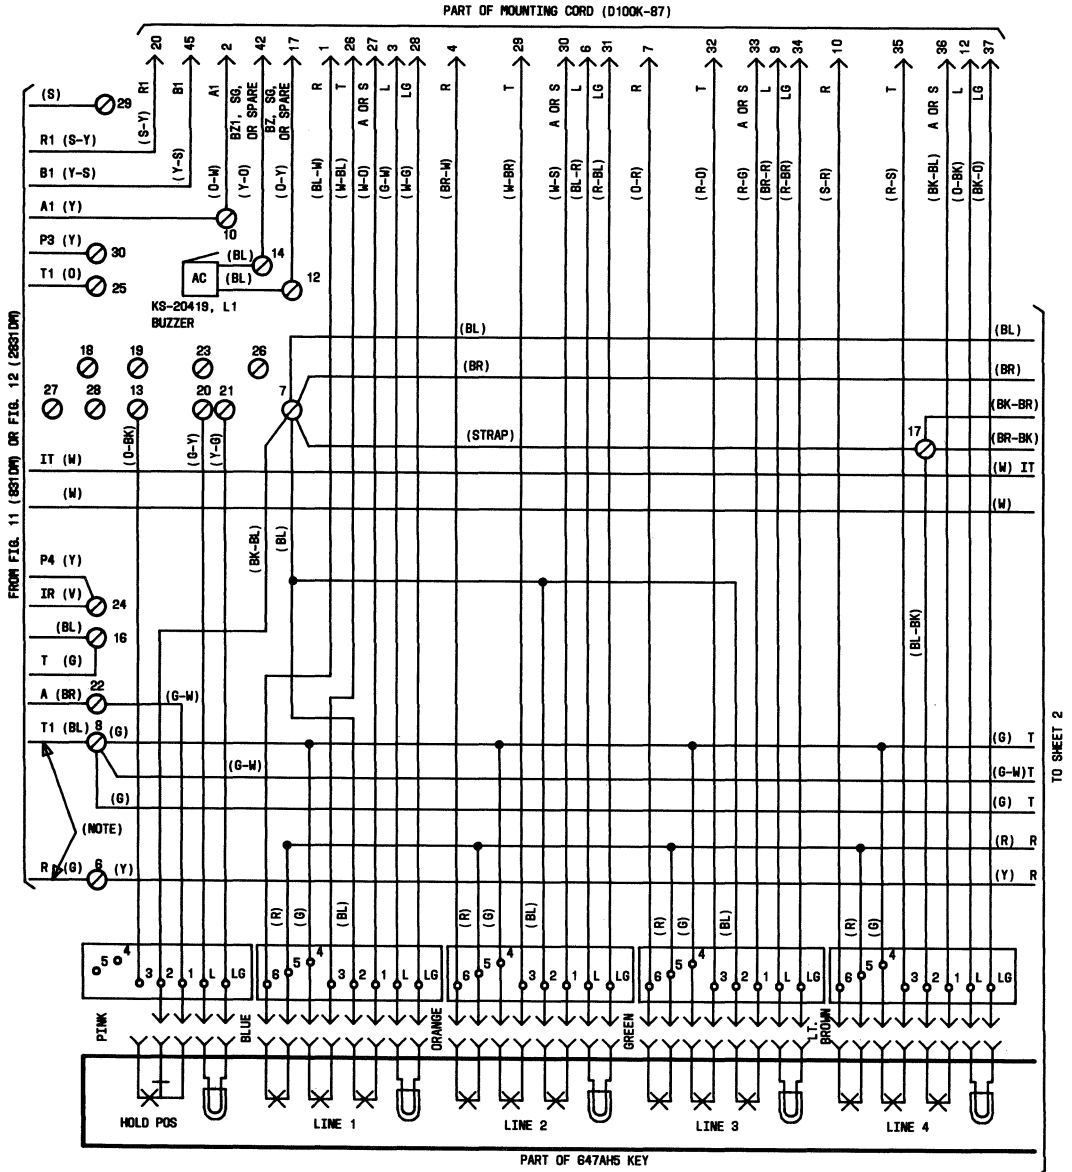 PART OF MOUNTING CORD (D100K-87)
20 45 2 42 17 1 26 27 3 28 4 29 30 6 31 7 32 33 9 34 10 35 36 12 37
R1 B1 A1 BZ1, SG, OR SPARE BZ, SG, OR SPARE R T A OR S L LG R T A OR S L LG R T A OR S L LG R T A OR S L LG
(S-Y) (Y-S) (O-W) (Y-O) (O-Y) (BL-W) (W-BL) (W-O) (G-W) (W-G) (BR-W) (W-BR) (W-S) (BL-R) (R-BL) (O-R) (R-O) (R-G) (BR-R) (R-BR) (S-R) (R-S) (BK-BL) (O-BK) (BK-O)
FROM FIG. 11 (831DM) OR FIG. 12 (2831DM)
(S) 29
R1 (S-Y)
B1 (Y-S)
A1 (Y)
10
P3 (Y) 30
(BL) 14
T1 (O) 25
AC (BL) 12
KS-20419, L1
BUZZER
(BL) (BL)
18 19 23 26
(BR) (BR)
27 28 13 20 21 7
(BK-BR)
(STRAP) 17 (BR-BK)
(O-BK) (G-Y) (Y-G)
IT (W) (W) IT
(W) (W)
(BK-BL) (BL)
P4 (Y)
IR (V) 24
(BL) 16
T (G)
(BL-BK)
A (BR) 22 (G-W)
T1 (BL) 8 (G) (G) T
(G-W) (G-W)T
(G) (G) T
(NOTE)
(R) R
R (G) 6 (Y) (Y) R
TO SHEET 2
(R) (G) (BL) (R) (G) (BL) (R) (G) (BL) (R) (G)
5 4 3 2 1 L LG
6 5 4 3 2 1 L LG
6 5 4 3 2 1 L LG
6 5 4 3 2 1 L LG
6 5 4 3 2 1 L LG
PINK BLUE ORANGE GREEN LT. BROWN
HOLD POS LINE 1 LINE 2 LINE 3 LINE 4
PART OF 647AH5 KEY